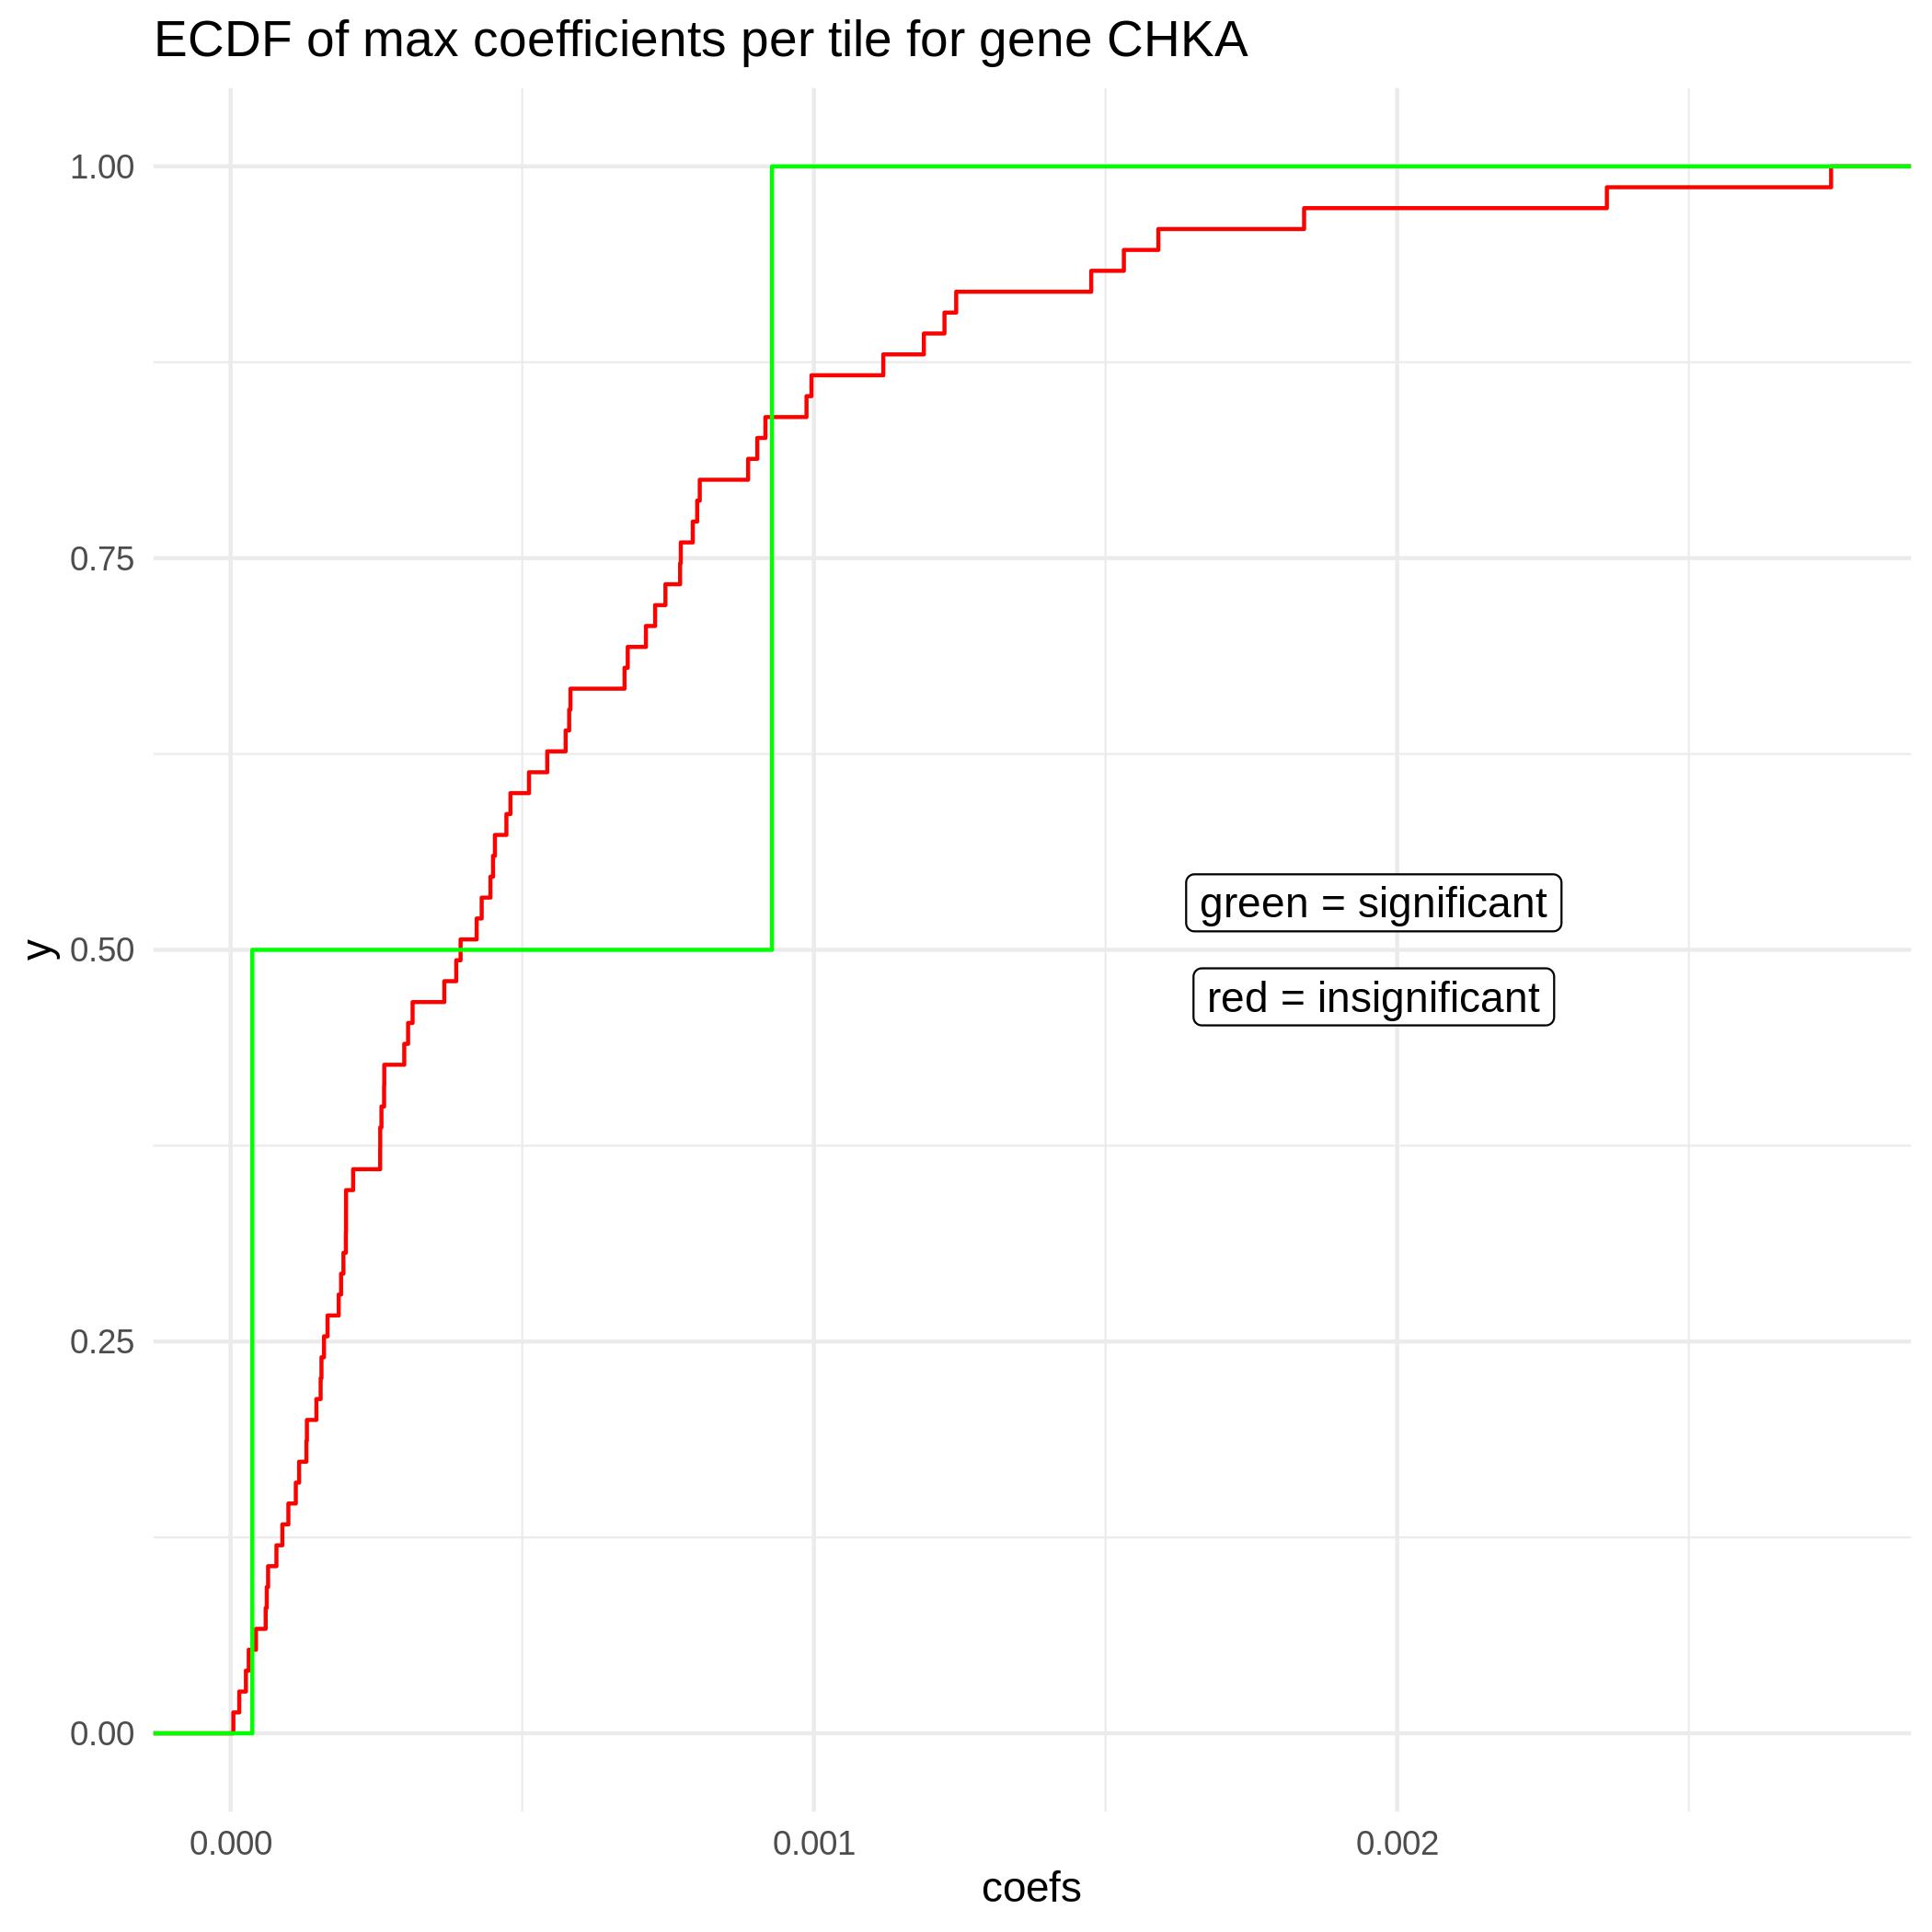 ECDF of max coefficients per tile for gene CHKA
1.00
0.75
0.50
0.25
0.00
y
green = significant
red = insignificant
0.000 0.001 0.002
coefs